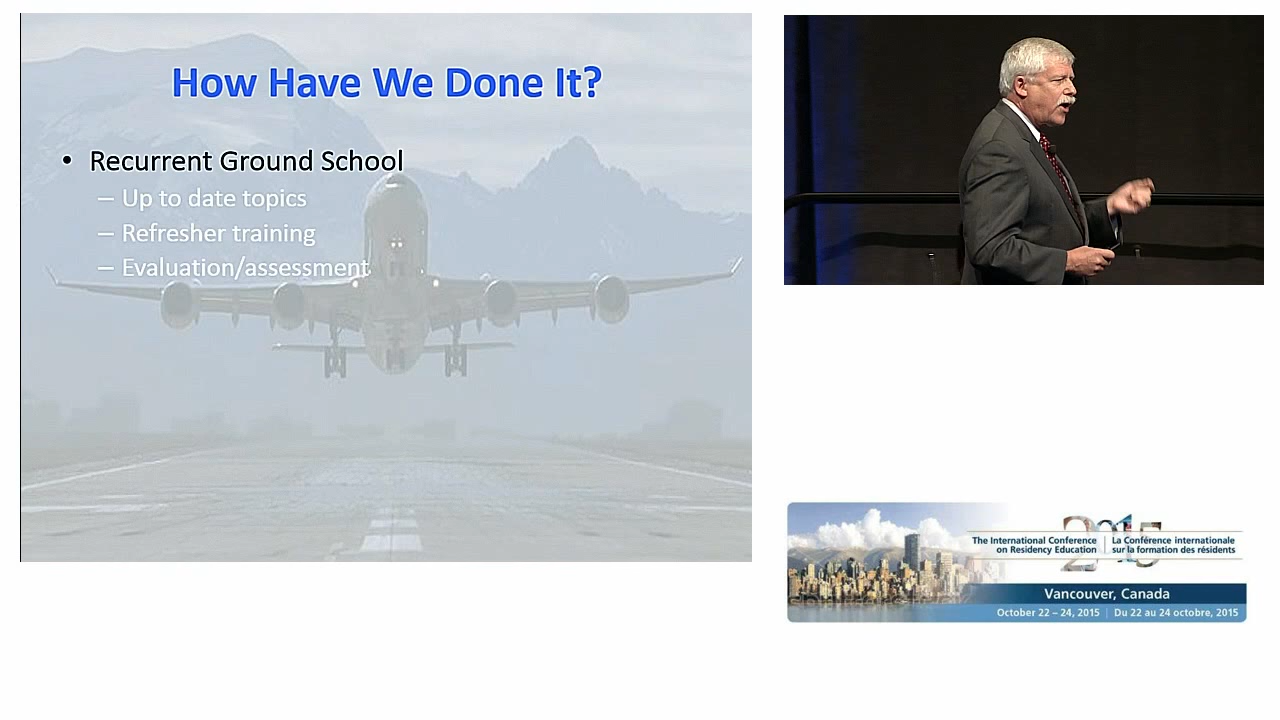 How Have We Done It?
• Recurrent Ground School
– Up to date topics
– Refresher training
– Evaluation/assessment
2015
The International Conference
on Residency Education
La Conférence internationale
sur la formation des résidents
Vancouver, Canada
October 22 – 24, 2015 | Du 22 au 24 octobre, 2015